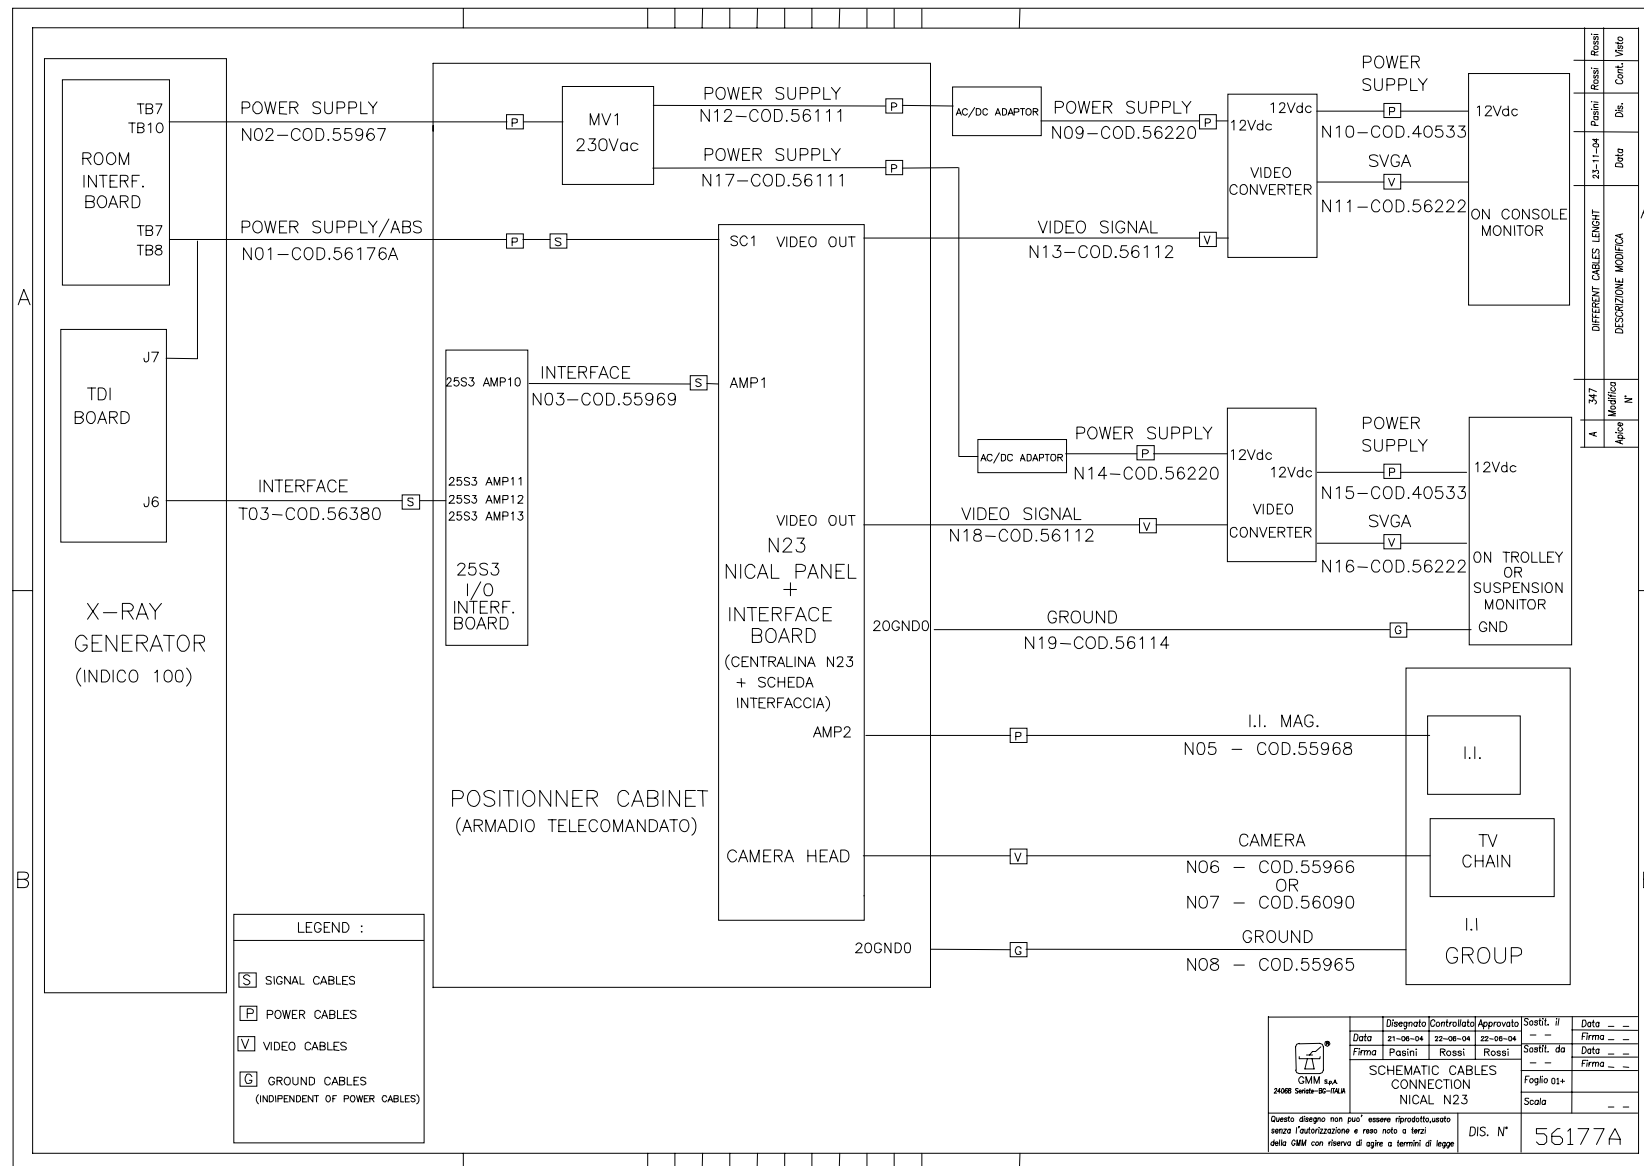 POWER SUPPLY
N02-COD.55967
TB7
TB10
ROOM
INTERF.
BOARD
TB7
TB8
POWER SUPPLY/ABS
N01-COD.56176A
J7
TDI
BOARD
J6
INTERFACE
T03-COD.56380
X-RAY
GENERATOR
(INDICO 100)
P
MV1
230Vac
POWER SUPPLY
N12-COD.56111
P
POWER SUPPLY
N17-COD.56111
P
P
S
SC1
VIDEO OUT
25S3 AMP10
INTERFACE
N03-COD.55969
S
AMP1
S
25S3 AMP11
25S3 AMP12
25S3 AMP13
25S3
I/O
INTERF.
BOARD
VIDEO OUT
N23
NICAL PANEL
+
INTERFACE
BOARD
(CENTRALINA N23
+ SCHEDA
INTERFACCIA)
AMP2
CAMERA HEAD
20GND0
20GND0
POSITIONNER CABINET
(ARMADIO TELECOMANDATO)
AC/DC ADAPTOR
POWER SUPPLY
N09-COD.56220
P
12Vdc
12Vdc
VIDEO
CONVERTER
POWER
SUPPLY
P
N10-COD.40533
SVGA
V
N11-COD.56222
12Vdc
ON CONSOLE
MONITOR
VIDEO SIGNAL
N13-COD.56112
V
AC/DC ADAPTOR
POWER SUPPLY
P
N14-COD.56220
12Vdc
12Vdc
VIDEO
CONVERTER
POWER
SUPPLY
P
N15-COD.40533
SVGA
V
N16-COD.56222
12Vdc
ON TROLLEY
OR
SUSPENSION
MONITOR
GND
VIDEO SIGNAL
N18-COD.56112
V
GROUND
N19-COD.56114
G
I.I. MAG.
N05 - COD.55968
P
I.I.
CAMERA
N06 - COD.55966
OR
N07 - COD.56090
V
TV
CHAIN
GROUND
N08 - COD.55965
G
I.I
GROUP
LEGEND :
S SIGNAL CABLES
P POWER CABLES
V VIDEO CABLES
G GROUND CABLES
(INDIPENDENT OF POWER CABLES)
A
B
A 347 DIFFERENT CABLES LENGHT 23-11-04 Pasini Rossi Rossi
Apice Modifica N° DESCRIZIONE MODIFICA Data Dis. Cont. Visto
GMM S.p.A.
24068 Seriate-BG-ITALIA
®
Disegnato Controllato Approvato
Data 21-06-04 22-06-04 22-06-04
Firma Pasini Rossi Rossi
SCHEMATIC CABLES
CONNECTION
NICAL N23
Sostit. il - - Data _ _
Firma _ _
Sostit. da - - Data _ _
Firma _ _
Foglio 01+
Scala - -
Questo disegno non puo' essere riprodotto,usato
senza l'autorizzazione e reso noto a terzi
della GMM con riserva di agire a termini di legge
DIS. N° 56177A